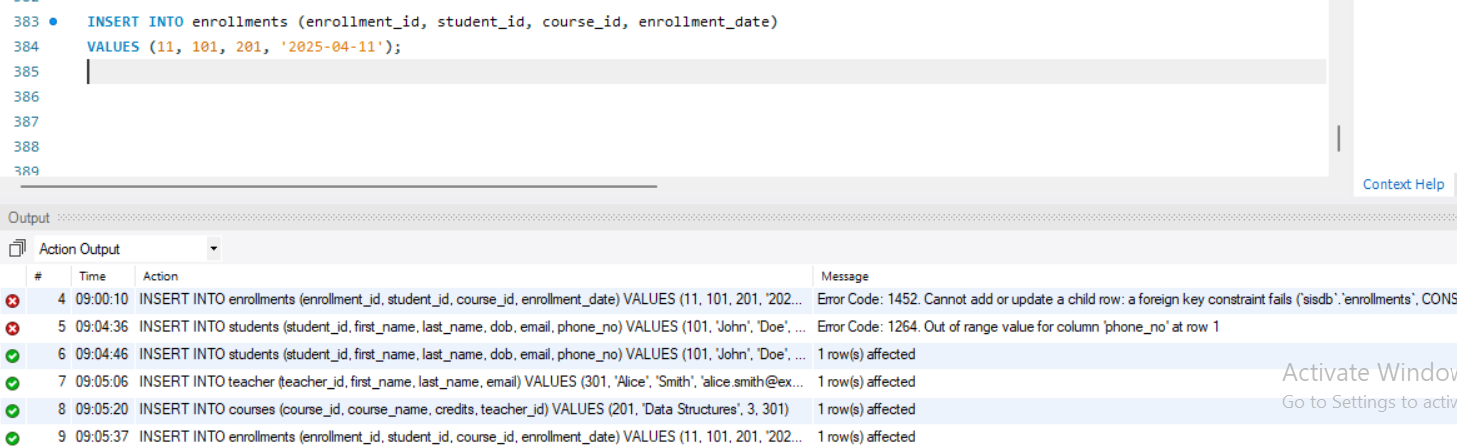 383 INSERT INTO enrollments (enrollment_id, student_id, course_id, enrollment_date)
384 VALUES (11, 101, 201, '2025-04-11');
385
386
387
388
389
Context Help
Output
Action Output
# Time Action Message
4 09:00:10 INSERT INTO enrollments (enrollment_id, student_id, course_id, enrollment_date) VALUES (11, 101, 201, '202... Error Code: 1452. Cannot add or update a child row: a foreign key constraint fails (`sisdb`.`enrollments`, CONS
5 09:04:36 INSERT INTO students (student_id, first_name, last_name, dob, email, phone_no) VALUES (101, 'John', 'Doe', ... Error Code: 1264. Out of range value for column 'phone_no' at row 1
6 09:04:46 INSERT INTO students (student_id, first_name, last_name, dob, email, phone_no) VALUES (101, 'John', 'Doe', ... 1 row(s) affected
7 09:05:06 INSERT INTO teacher (teacher_id, first_name, last_name, email) VALUES (301, 'Alice', 'Smith', 'alice.smith@ex... 1 row(s) affected
8 09:05:20 INSERT INTO courses (course_id, course_name, credits, teacher_id) VALUES (201, 'Data Structures', 3, 301) 1 row(s) affected
9 09:05:37 INSERT INTO enrollments (enrollment_id, student_id, course_id, enrollment_date) VALUES (11, 101, 201, '202... 1 row(s) affected
Activate Window
Go to Settings to activ